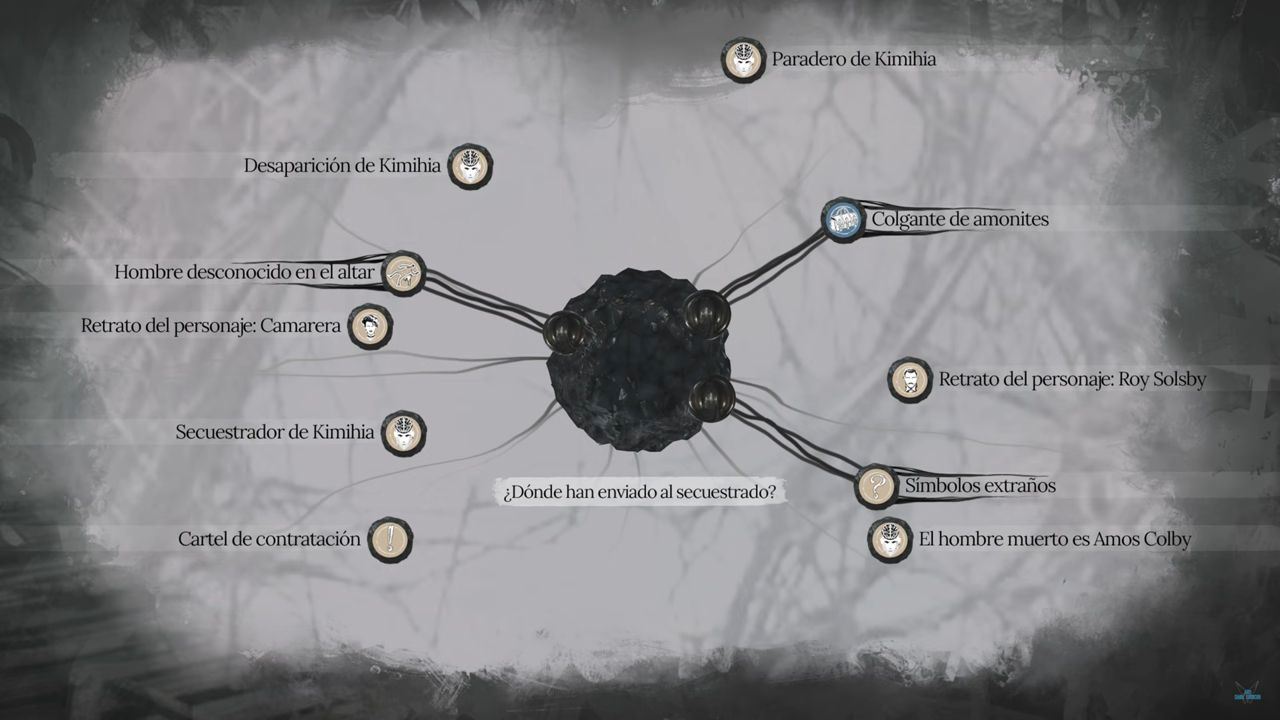 Paradero de Kimihia
Desaparición de Kimihia
Colgante de amonites
Hombre desconocido en el altar
Retrato del personaje: Camarera
Retrato del personaje: Roy Solsby
Secuestrador de Kimihia
Símbolos extraños
¿Dónde han enviado al secuestrado?
Cartel de contratación
El hombre muerto es Amos Colby